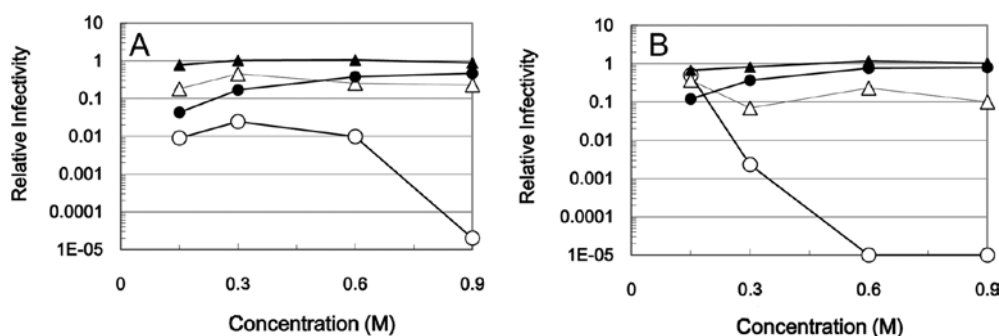 A
Relative Infectivity
10
1
0.1
0.01
0.001
0.0001
1E-05
0 0.3 0.6 0.9
Concentration (M)
B
Relative Infectivity
10
1
0.1
0.01
0.001
0.0001
1E-05
0 0.3 0.6 0.9
Concentration (M)